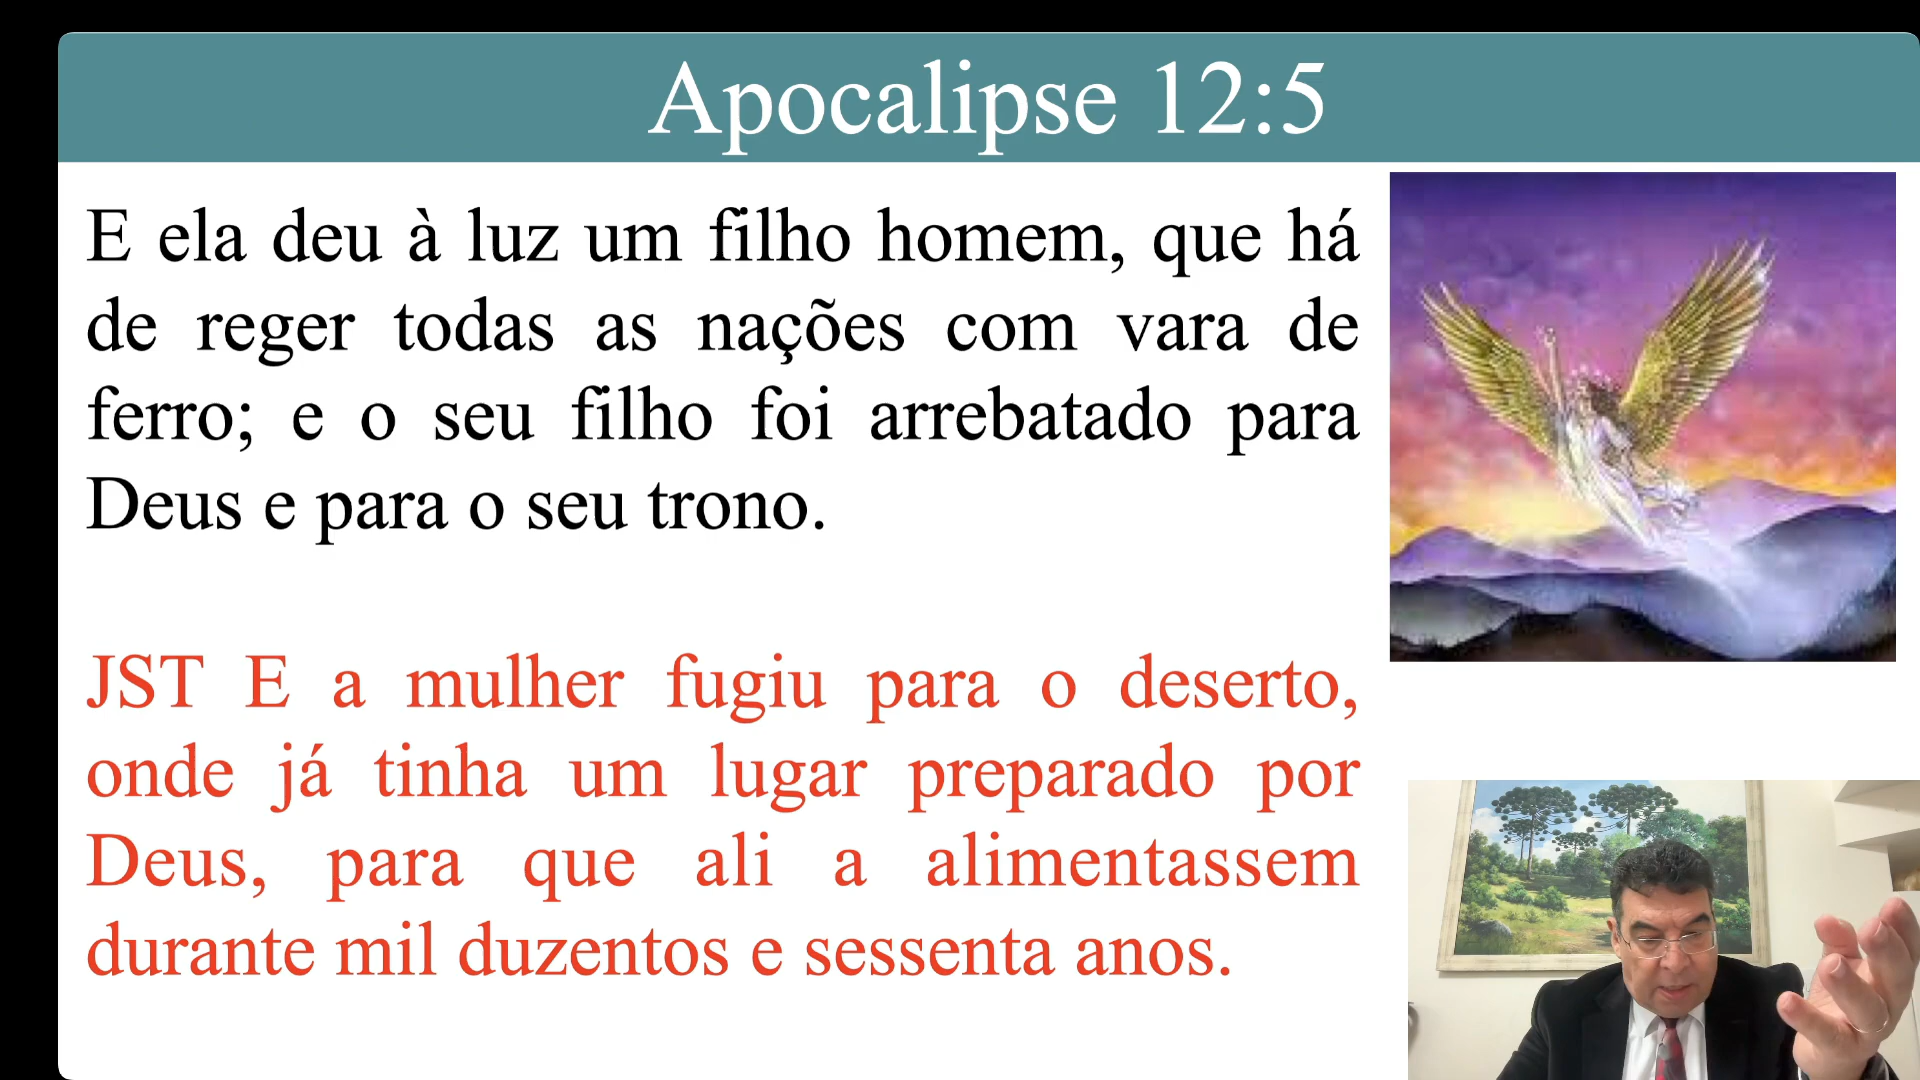 Apocalipse 12:5
E ela deu à luz um filho homem, que há
de reger todas as nações com vara de
ferro; e o seu filho foi arrebatado para
Deus e para o seu trono.
JST E a mulher fugiu para o deserto,
onde já tinha um lugar preparado por
Deus, para que ali a alimentassem
durante mil duzentos e sessenta anos.